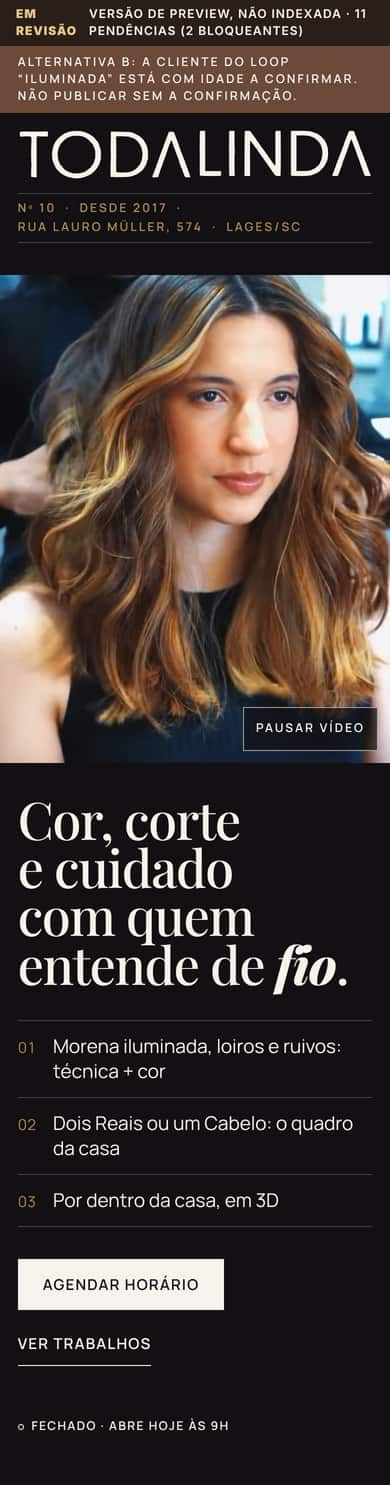 EM
REVISÃO
VERSÃO DE PREVIEW, NÃO INDEXADA · 11
PENDÊNCIAS (2 BLOQUEANTES)
ALTERNATIVA B: A CLIENTE DO LOOP
“ILUMINADA” ESTÁ COM IDADE A CONFIRMAR.
NÃO PUBLICAR SEM A CONFIRMAÇÃO.
TODALINDA
Nº 10 · DESDE 2017 ·
RUA LAURO MÜLLER, 574 · LAGES/SC
PAUSAR VÍDEO
Cor, corte
e cuidado
com quem
entende de fio.
01 Morena iluminada, loiros e ruivos:
técnica + cor
02 Dois Reais ou um Cabelo: o quadro
da casa
03 Por dentro da casa, em 3D
AGENDAR HORÁRIO
VER TRABALHOS
FECHADO · ABRE HOJE ÀS 9H